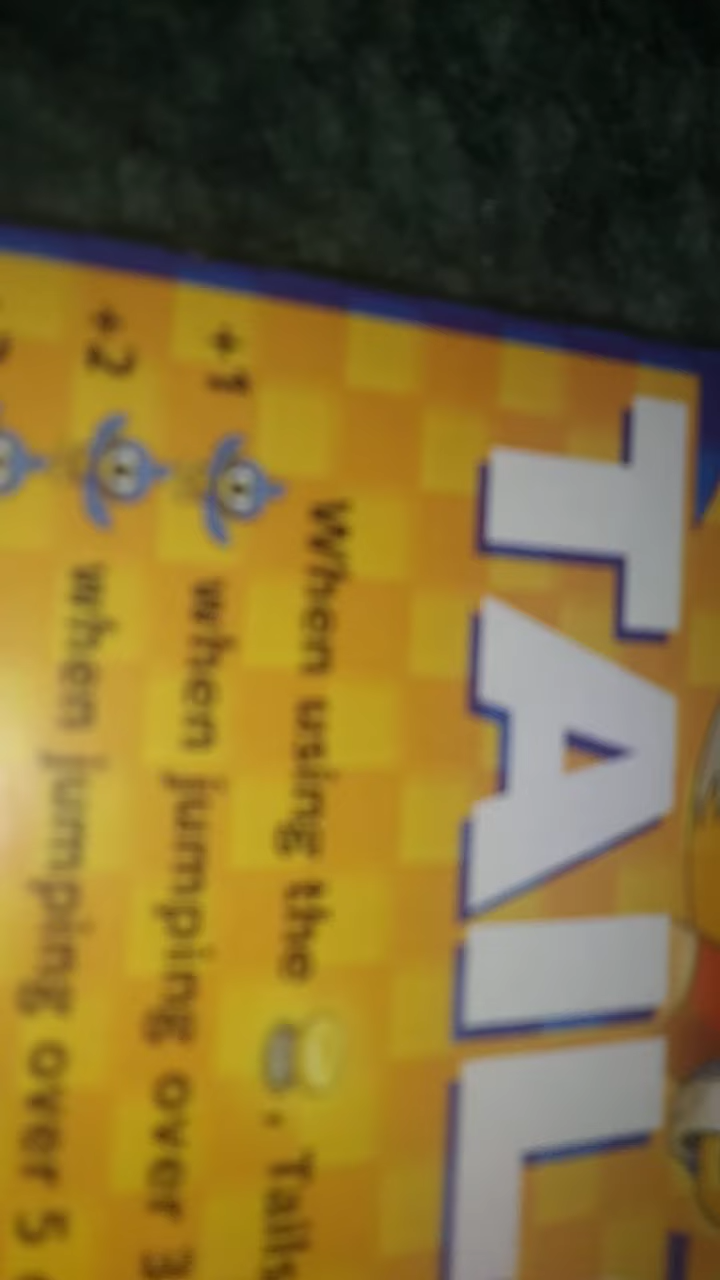 TAIL
When using the , Tails
+1 when jumping over 3
+2 when jumping over 5